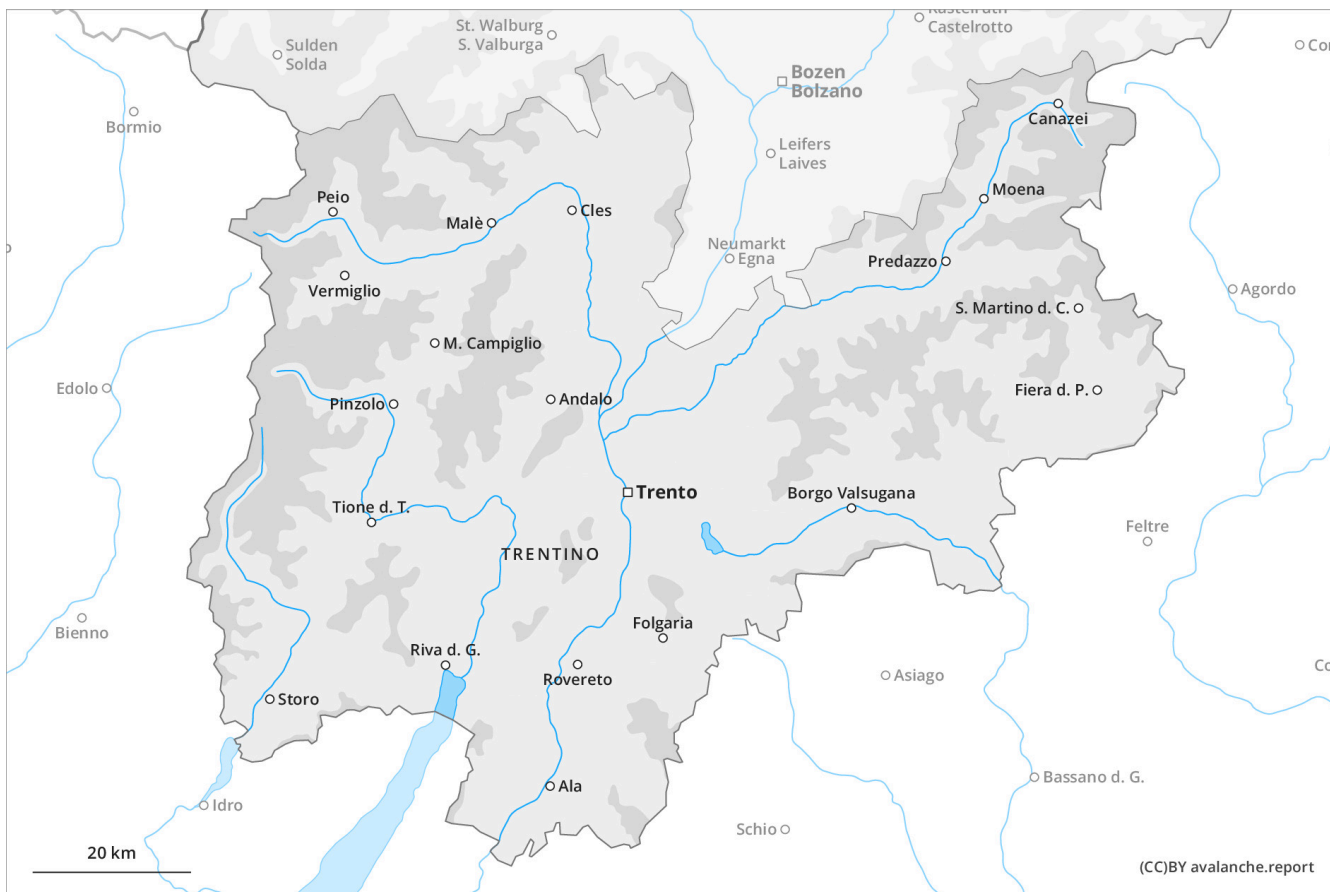 Kastelruth
Castelrotto
St. Walburg
S. Valburga
Sulden
Solda
Bozen
Bolzano
Bormio
Canazei
Leifers
Laives
Moena
Peio
Malè
Cles
Neumarkt
Egna
Predazzo
Vermiglio
Agordo
S. Martino d. C.
M. Campiglio
Edolo
Pinzolo
Andalo
Fiera d. P.
Trento
Borgo Valsugana
Tione d. T.
Feltre
TRENTINO
Bienno
Folgaria
Riva d. G.
Rovereto
Asiago
Storo
Bassano d. G.
Ala
Idro
Schio
20 km
(CC)BY avalanche.report